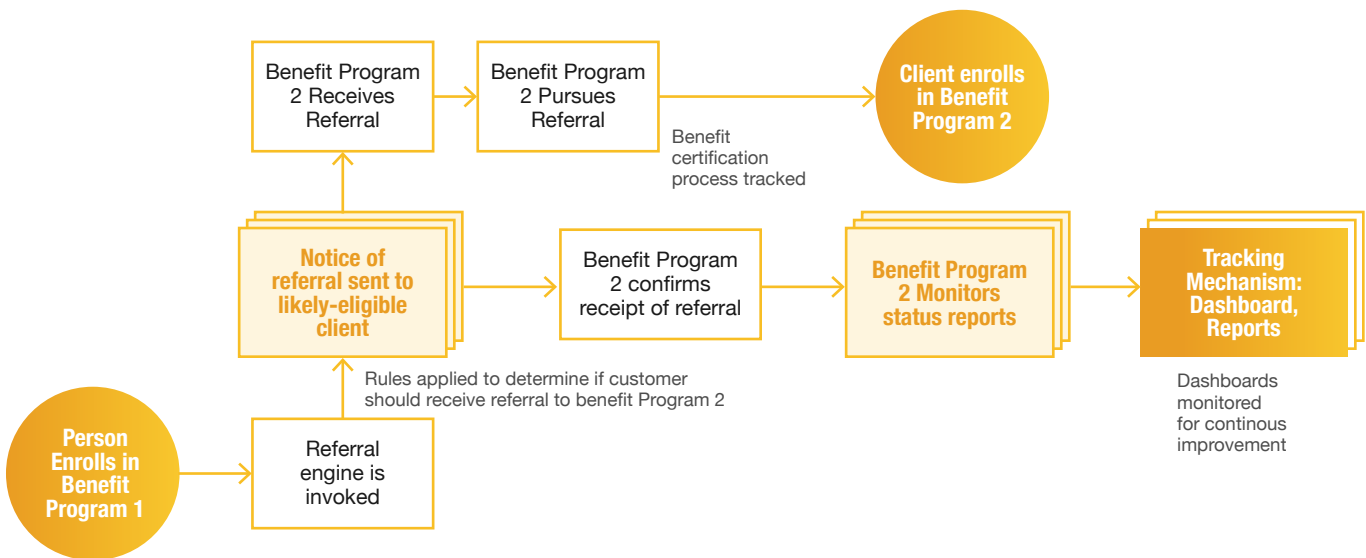 Benefit Program
2 Receives
Referral
Benefit Program
2 Pursues
Referral
Client enrolls
in Benefit
Program 2
Benefit
certification
process tracked
Notice of
referral sent to
likely-eligible
client
Benefit Program
2 confirms
receipt of referral
Benefit Program
2 Monitors
status reports
Tracking
Mechanism:
Dashboard,
Reports
Rules applied to determine if customer
should receive referral to benefit Program 2
Dashboards
monitored
for continous
improvement
Person
Enrolls in
Benefit
Program 1
Referral
engine is
invoked